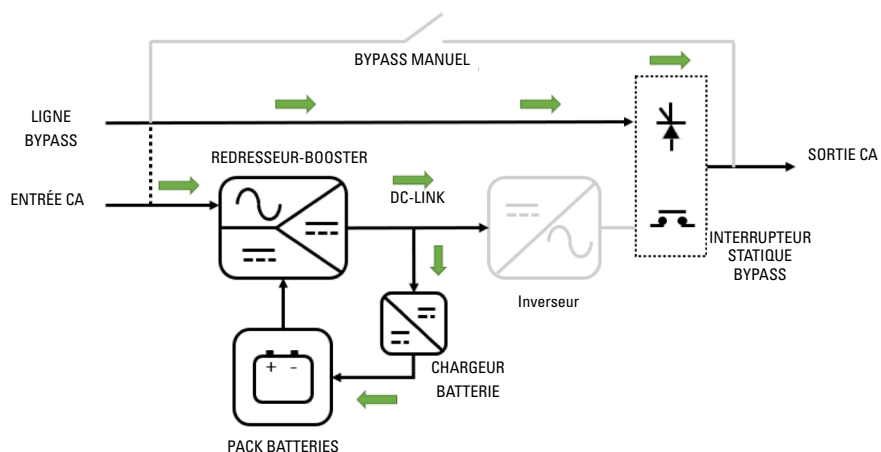 BYPASS MANUEL
LIGNE
BYPASS
REDRESSEUR-BOOSTER
SORTIE CA
ENTRÉE CA
DC-LINK
INTERRUPTEUR
STATIQUE
BYPASS
Inverseur
+ -
CHARGEUR
BATTERIE
PACK BATTERIES